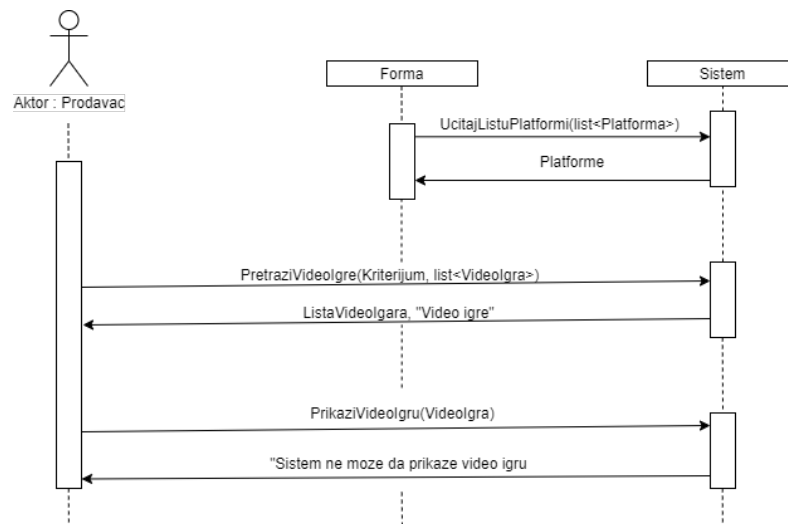 Forma
Sistem
Aktor : Prodavac
UcitajListuPlatformi(list<Platforma>)
Platforme
PretraziVideoIgre(Kriterijum, list<VideoIgra>)
ListaVideoIgara, "Video igre"
PrikaziVideoIgru(VideoIgra)
"Sistem ne moze da prikaze video igru